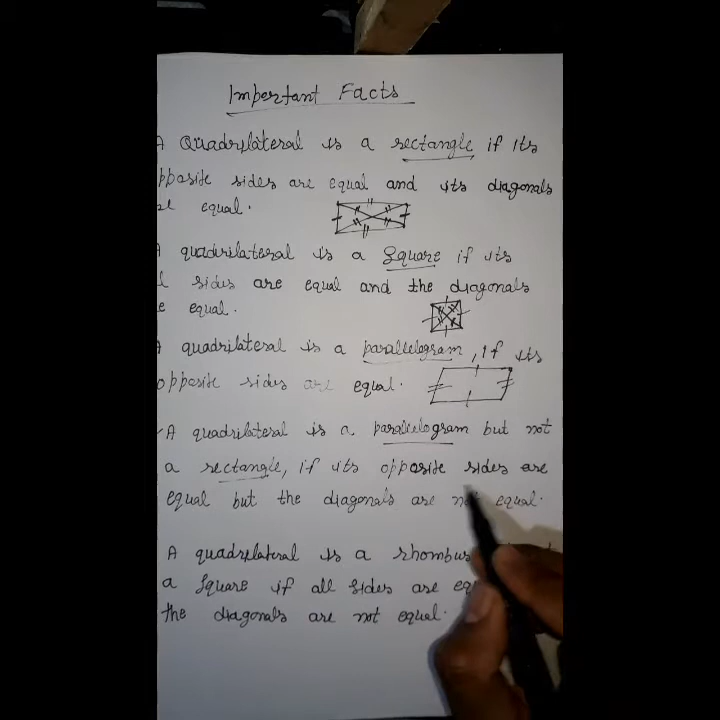 Important Facts
A Quadrilateral is a rectangle if its
pposite sides are equal and its diagonals
re equal.
A quadrilateral is a square if its
l sides are equal and the diagonals
e equal.
A quadrilateral is a parallelogram, if its
opposite sides are equal.
A quadrilateral is a parallelogram but not
a rectangle, if its opposite sides are
equal but the diagonals are not equal.
A quadrilateral is a rhombus
a square if all sides are eq
the diagonals are not equal.